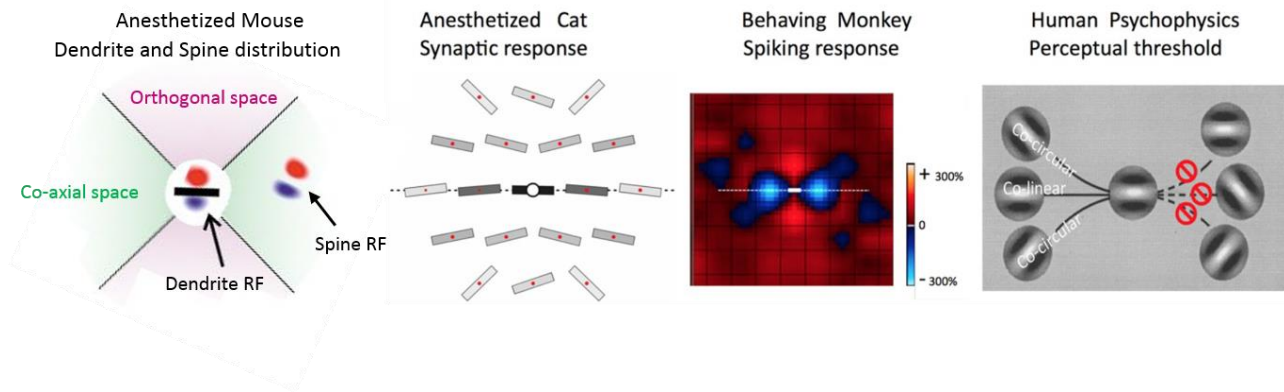 Anesthetized Mouse
Dendrite and Spine distribution
Orthogonal space
Co-axial space
Spine RF
Dendrite RF
Anesthetized Cat
Synaptic response
Behaving Monkey
Spiking response
+ 300%
0
- 300%
Human Psychophysics
Perceptual threshold
Co-circular
Co-linear
Co-circular